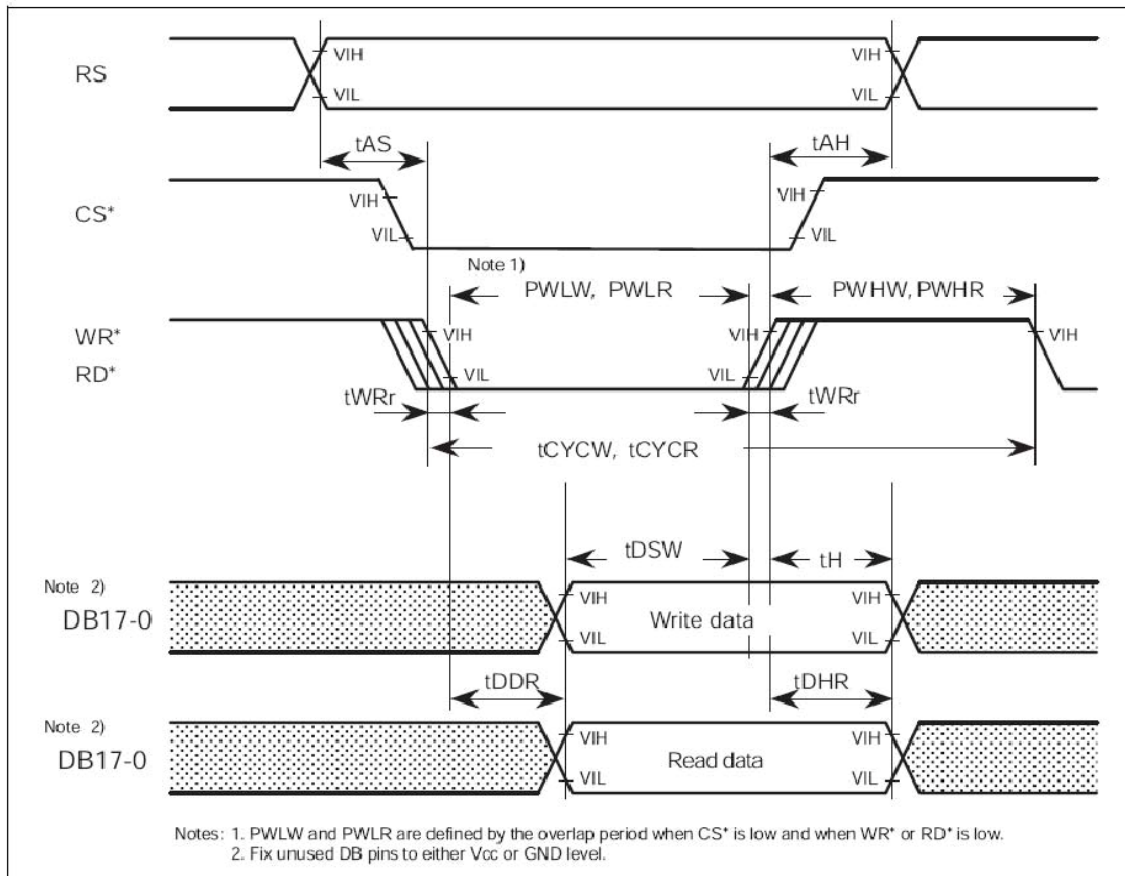 RS
VIH
VIH
VIL
VIL
tAS
tAH
CS*
VIH
VIH
VIL
VIL
Note 1)
PWLW, PWLR
PWHW, PWHR
WR*
VIH
VIH
VIH
RD*
VIL
VIL
tWRr
tWRr
tCYCW, tCYCR
tDSW
tH
Note 2)
DB17-0
VIH
Write data
VIH
VIL
VIL
tDDR
tDHR
Note 2)
DB17-0
VIH
Read data
VIH
VIL
VIL
Notes: 1. PWLW and PWLR are defined by the overlap period when CS* is low and when WR* or RD* is low.
2. Fix unused DB pins to either Vcc or GND level.